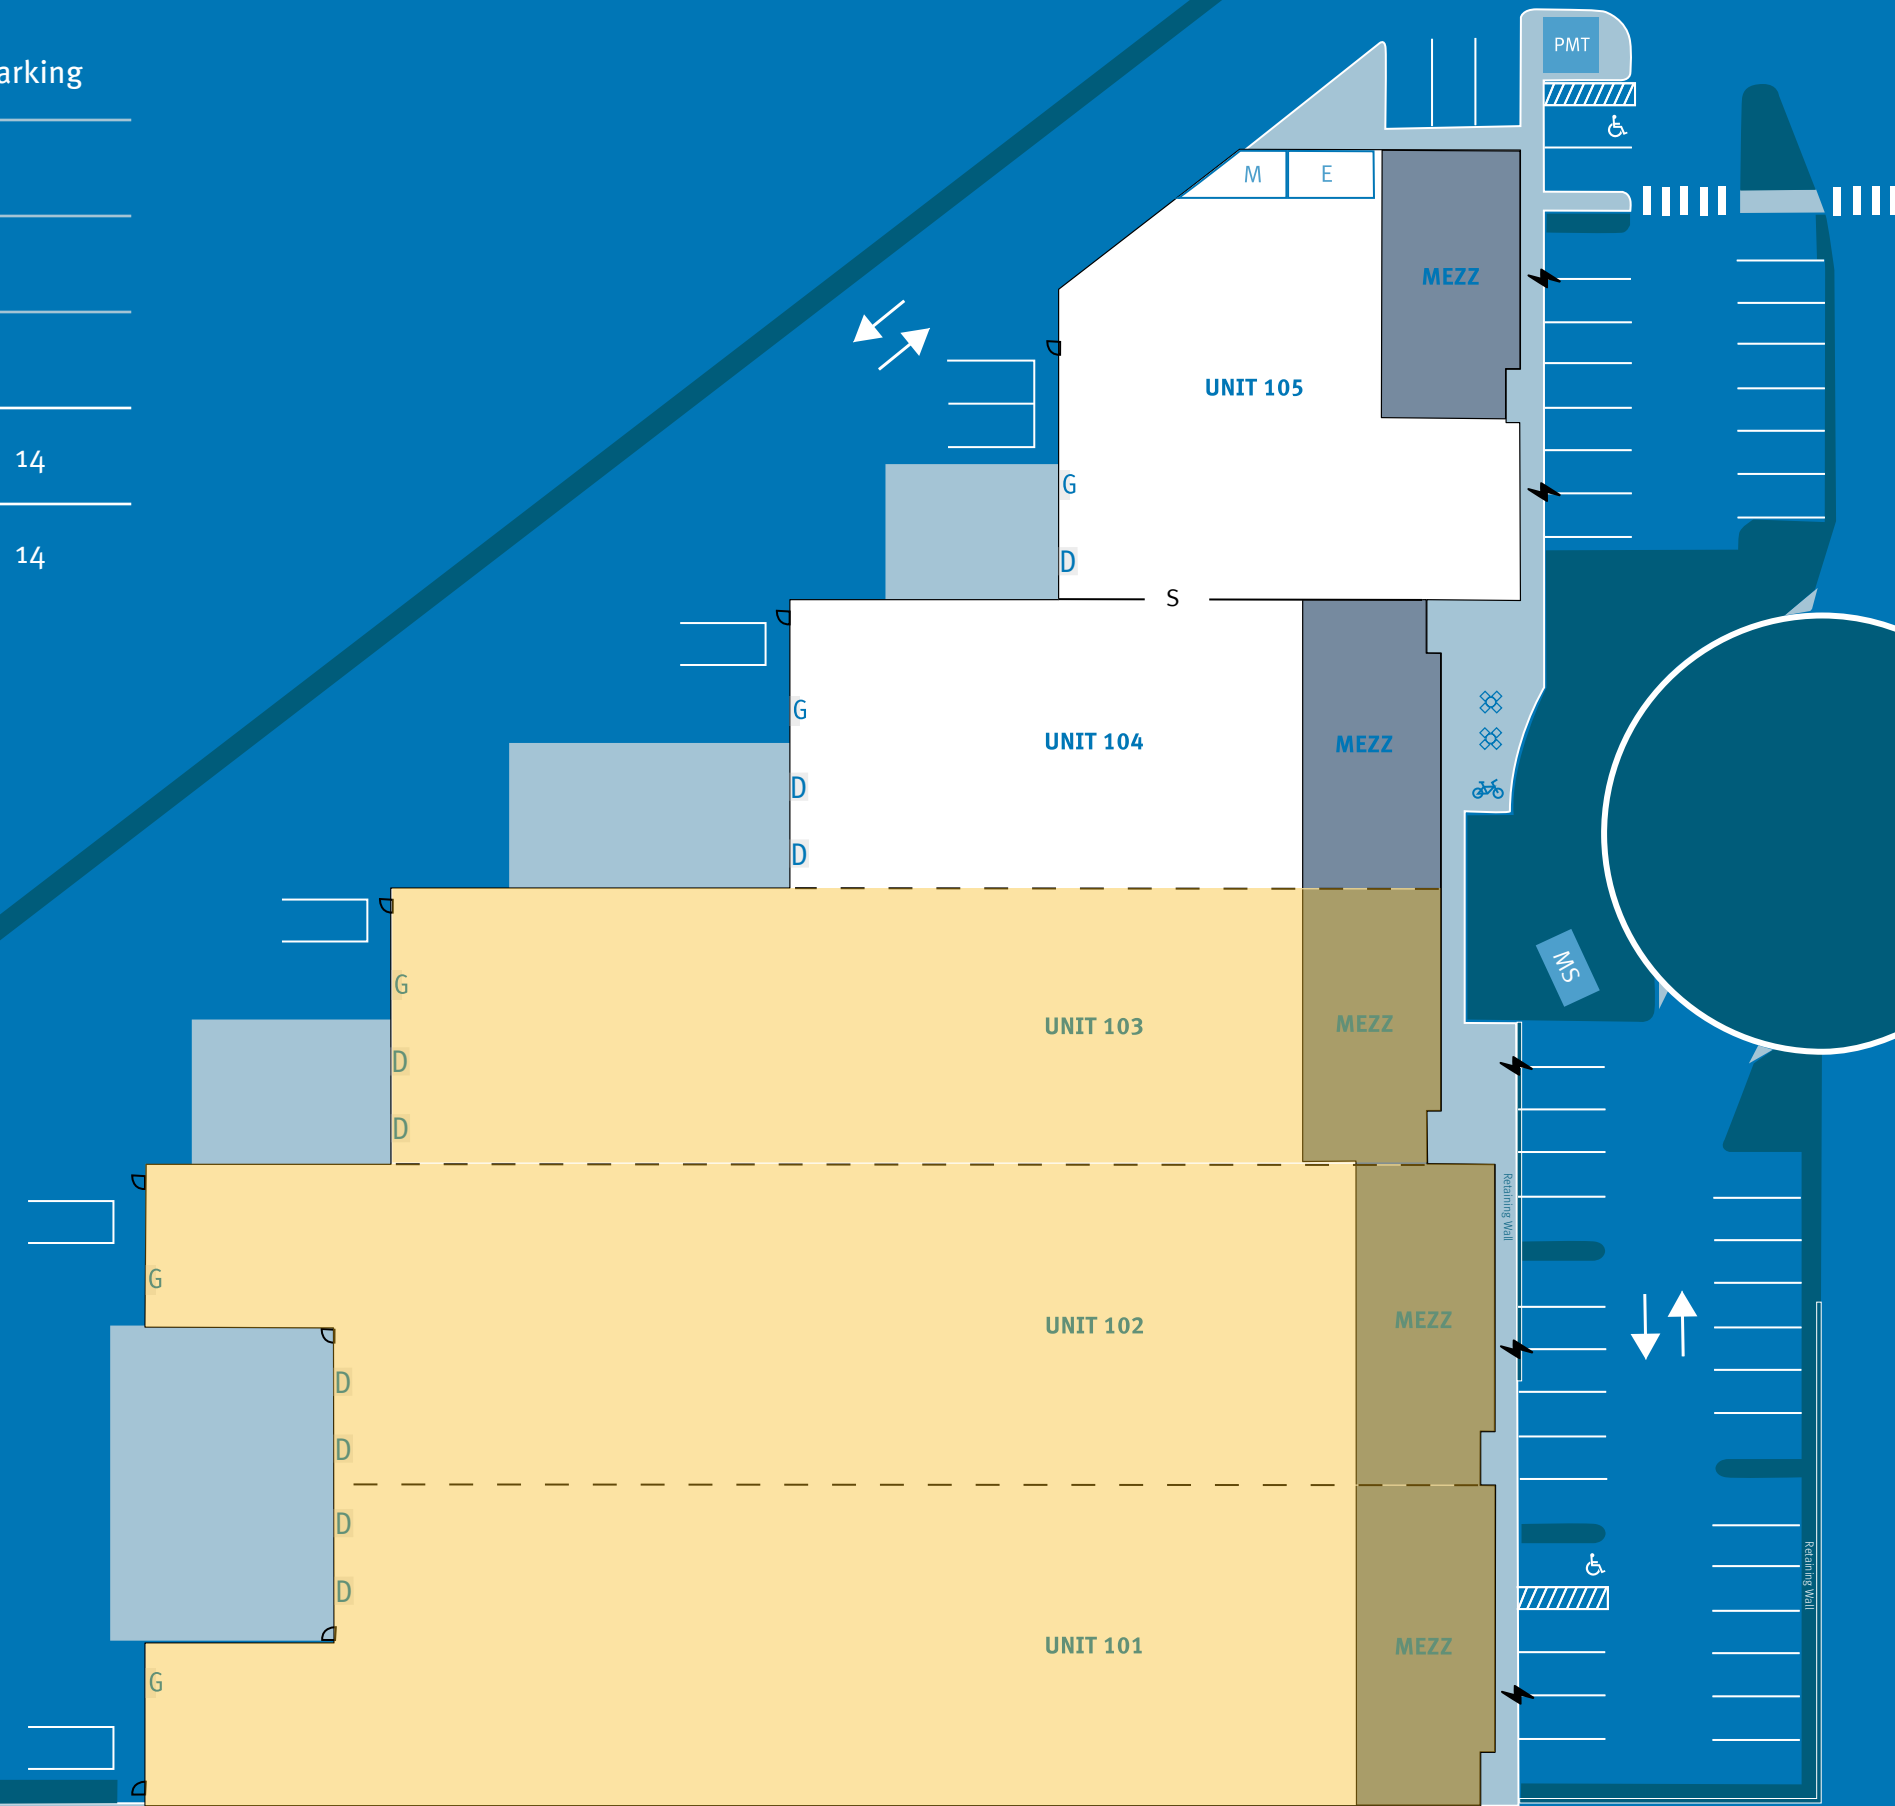 PMT
arking
M
E
MEZZ
UNIT 105
14
G
14
D
S
G
UNIT 104
MEZZ
D
D
MS
G
UNIT 103
MEZZ
D
D
Retaining Wall
G
UNIT 102
MEZZ
D
D
D
Retaining Wall
D
UNIT 101
MEZZ
G